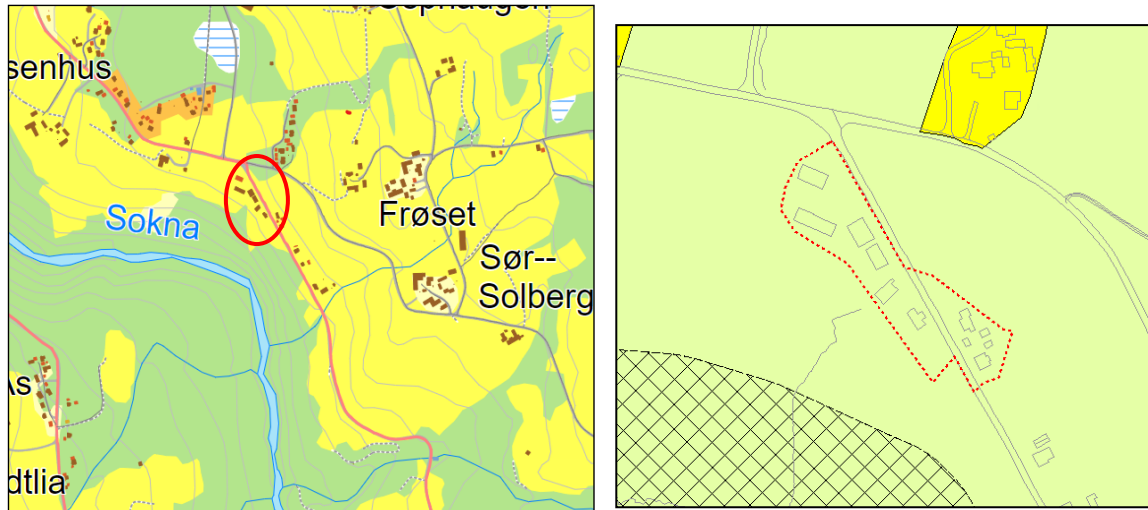 senhus
Sokna
Frøset
Sør--
Solberg
dtlia